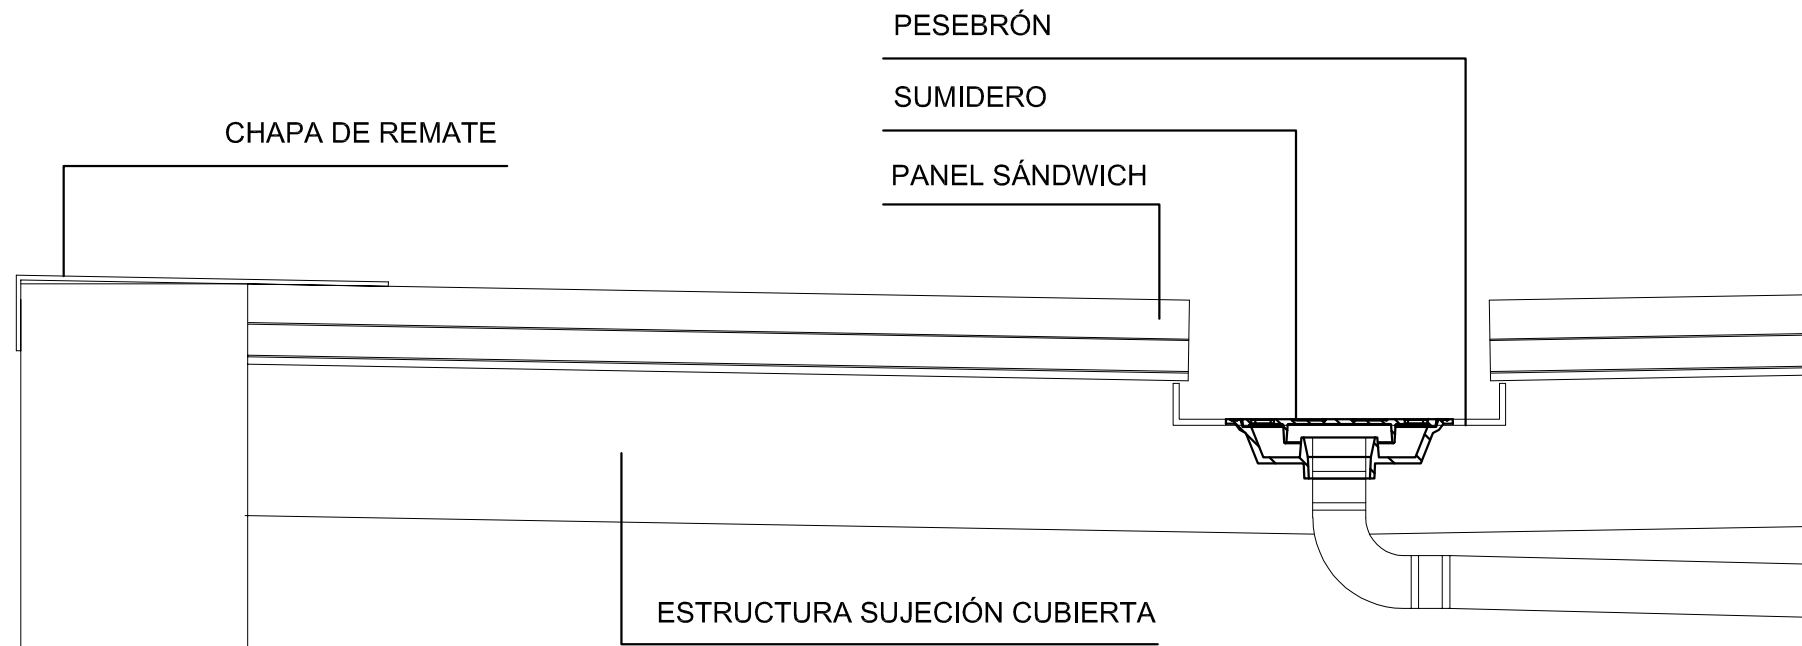 PESEBRÓN
SUMIDERO
CHAPA DE REMATE
PANEL SÁNDWICH
ESTRUCTURA SUJECIÓN CUBIERTA